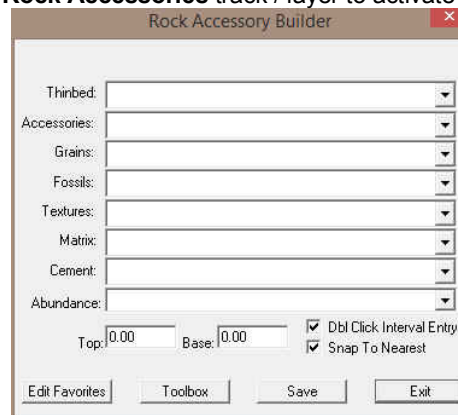 Rock Accessories track / layer to activate
Rock Accessory Builder
Thinbed:
Accessories:
Grains:
Fossils:
Textures:
Matrix:
Cement:
Abundance:
Top: 0.00 Base: 0.00 Dbl Click Interval Entry
Snap To Nearest
Edit Favorites Toolbox Save Exit